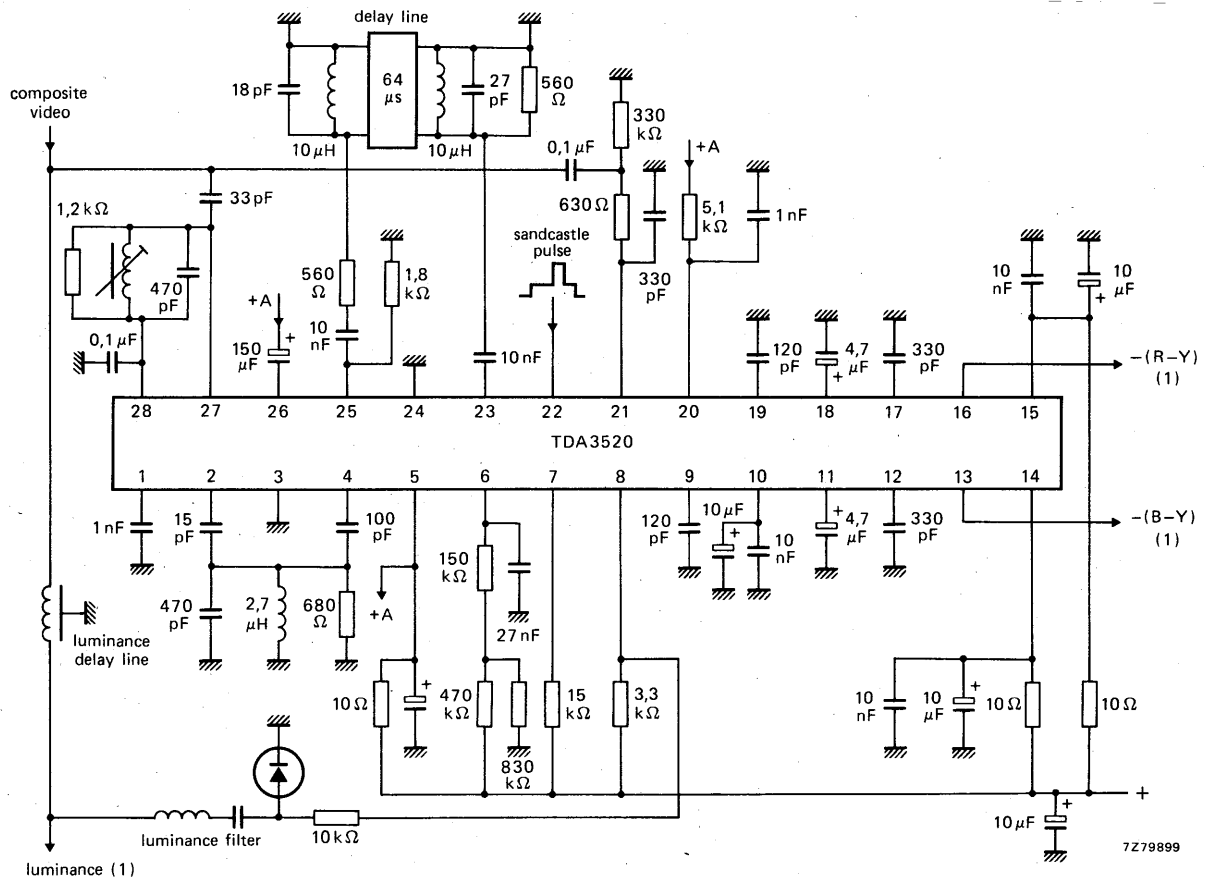 delay line
composite
video
18 pF
64
µs
27
pF
560
Ω
10 µH
10 µH
330
kΩ
0,1 µF
+A
33 pF
1,2 kΩ
630 Ω
5,1
kΩ
1 nF
sandcastle
pulse
470
pF
560
Ω
1,8
kΩ
330
pF
10
nF
10
µF
+
+A
+
150
µF
10
nF
0,1 µF
10 nF
120
pF
4,7
µF
+
330
pF
–(R–Y)
(1)
28 27 26 25 24 23 22 21 20 19 18 17 16 15
TDA3520
1 2 3 4 5 6 7 8 9 10 11 12 13 14
1 nF
15
pF
100
pF
120
pF
10 µF
+
10
nF
+
4,7
µF
330
pF
–(B–Y)
(1)
150
kΩ
27 nF
+A
470
pF
2,7
µH
680
Ω
luminance
delay line
10 Ω
+
470
kΩ
830
kΩ
15
kΩ
3,3
kΩ
10
nF
10
µF
+
10 Ω
10 Ω
+
10 µF
+
luminance filter
10 kΩ
luminance (1)
7Z79899